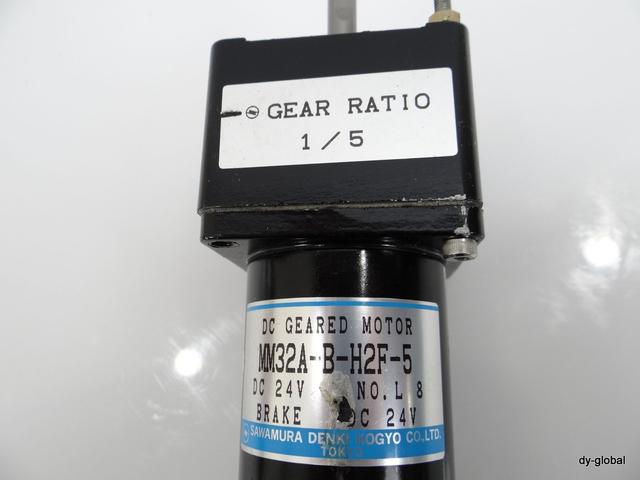 GEAR RATIO
1/5
DC GEARED MOTOR
MM32A-B-H2F-5
DC 24V NO.L 8
BRAKE DC 24V
SAWAMURA DENKI KOGYO CO.,LTD.
TOKYO
dy-global